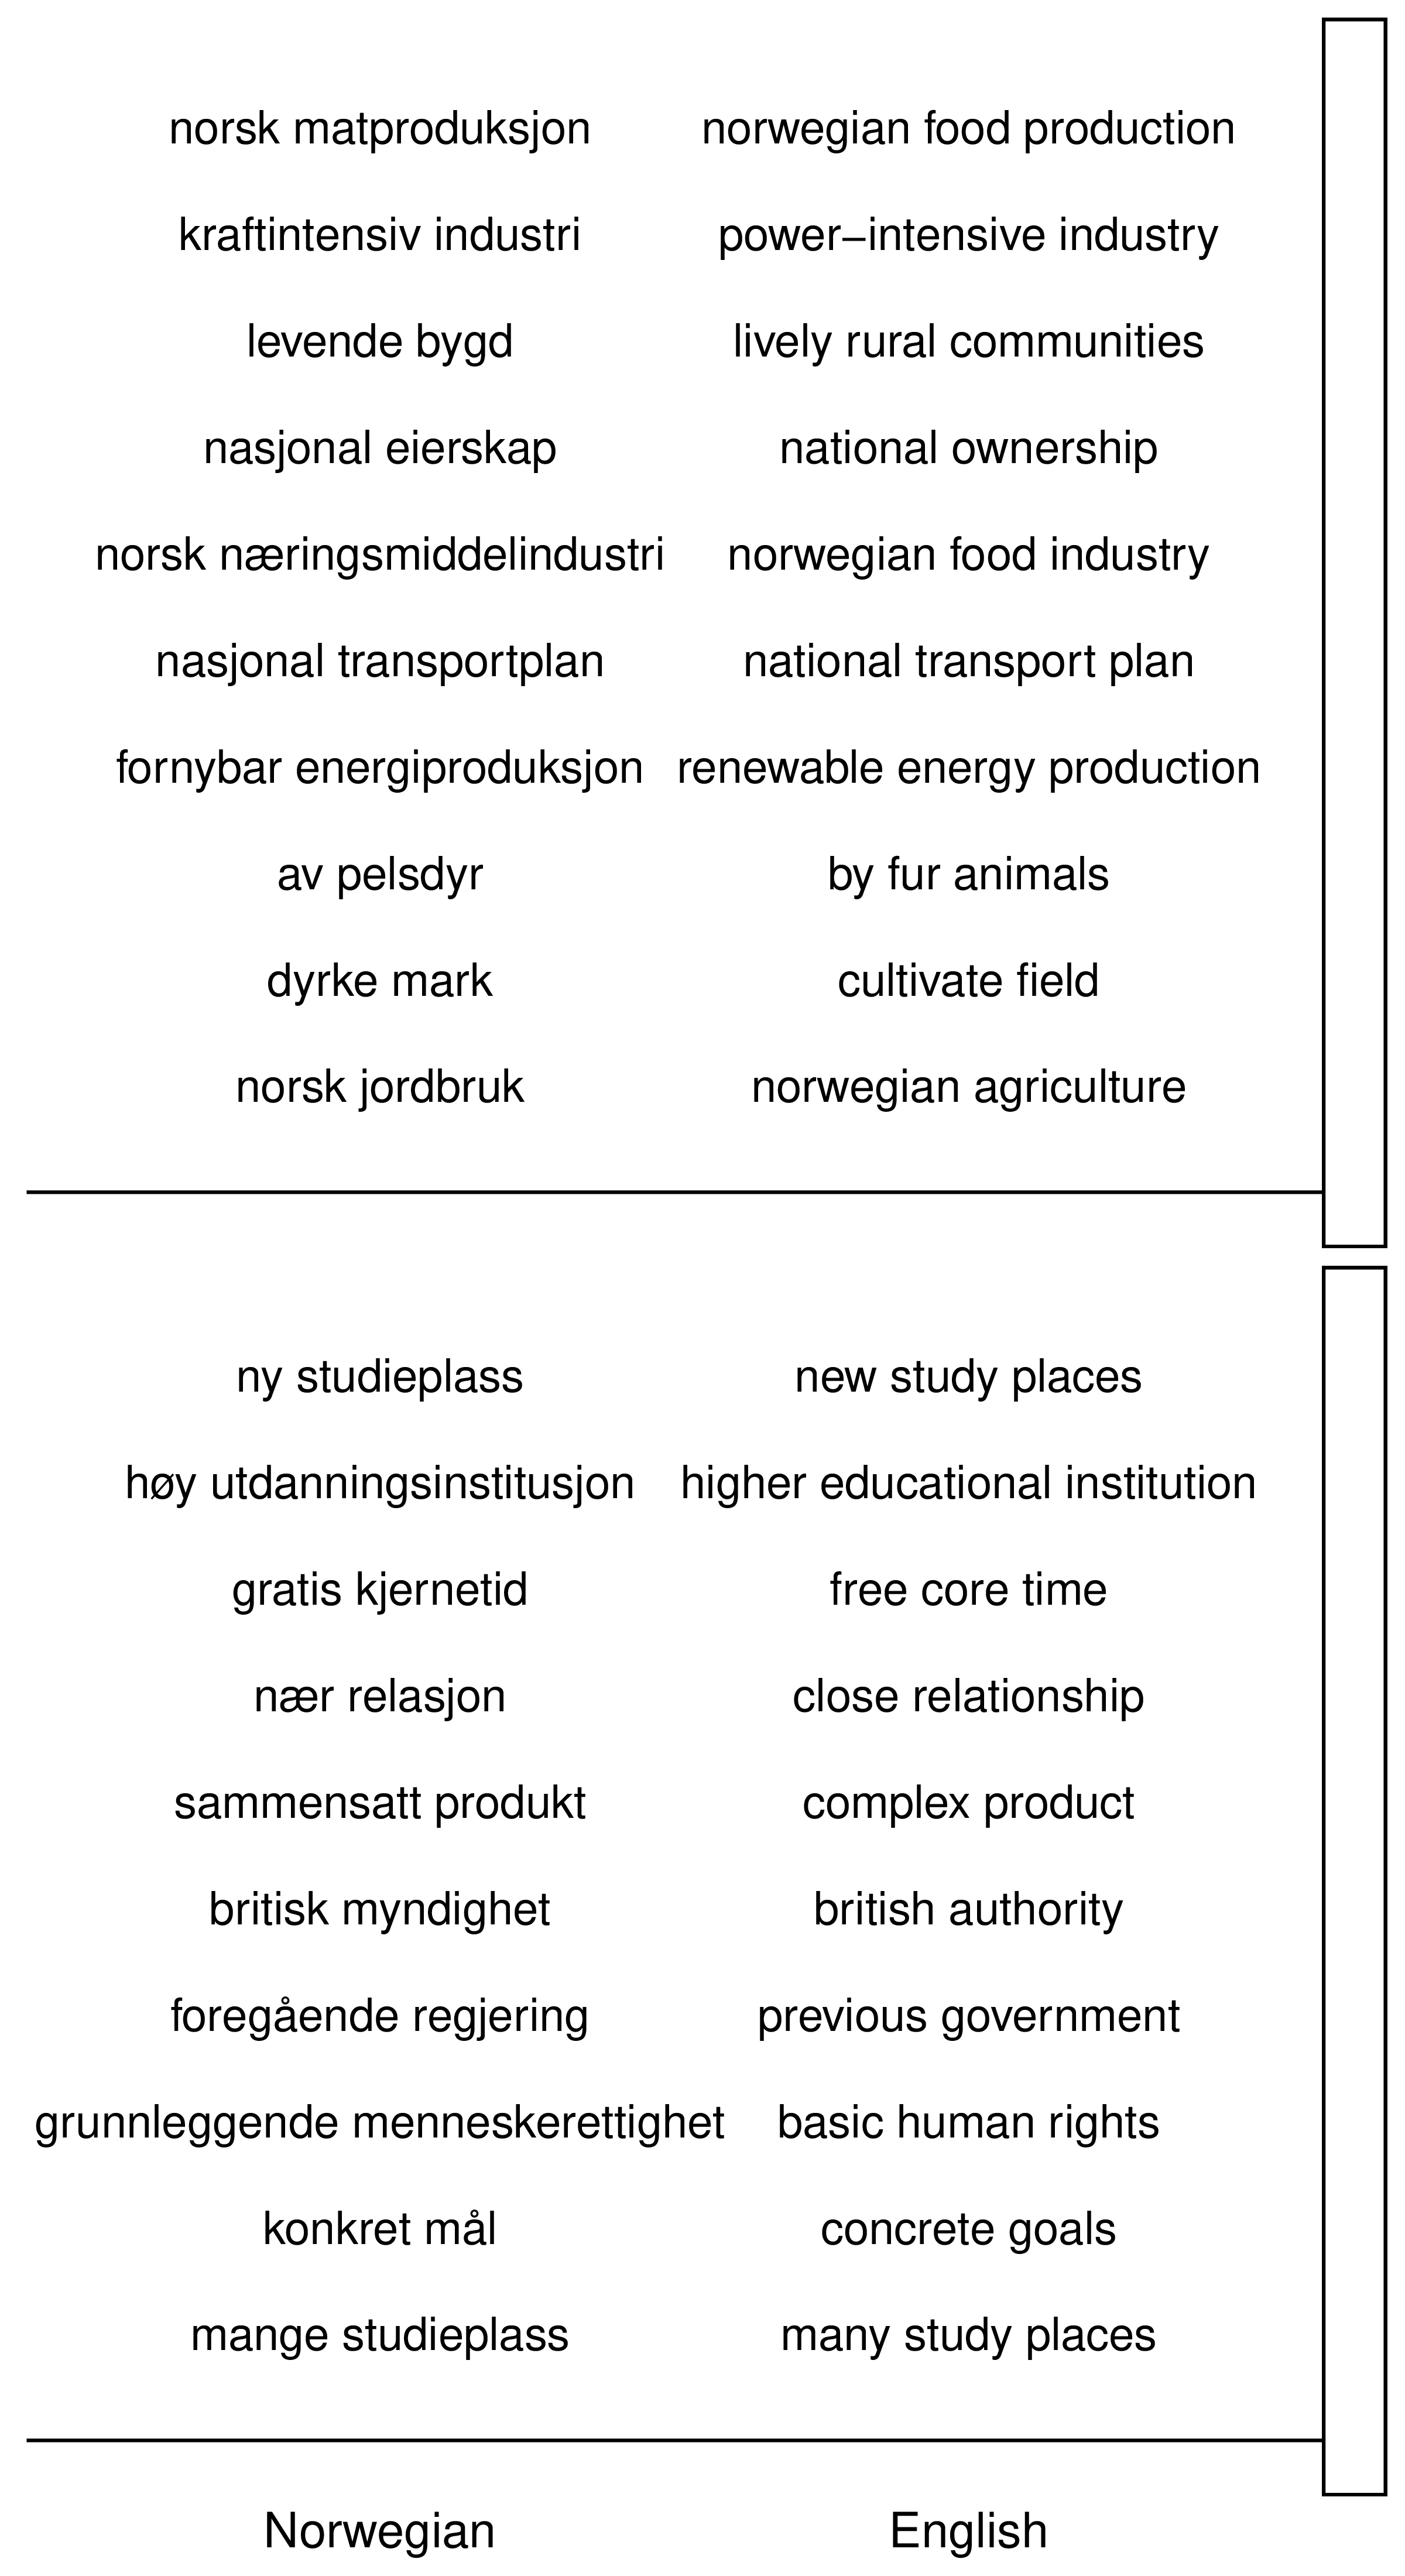 norsk matproduksjon norwegian food production
kraftintensiv industri power–intensive industry
levende bygd lively rural communities
nasjonal eierskap national ownership
norsk næringsmiddelindustri norwegian food industry
nasjonal transportplan national transport plan
fornybar energiproduksjon renewable energy production
av pelsdyr by fur animals
dyrke mark cultivate field
norsk jordbruk norwegian agriculture
ny studieplass new study places
høy utdanningsinstitusjon higher educational institution
gratis kjernetid free core time
nær relasjon close relationship
sammensatt produkt complex product
britisk myndighet british authority
foregående regjering previous government
grunnleggende menneskerettighet basic human rights
konkret mål concrete goals
mange studieplass many study places
Norwegian English